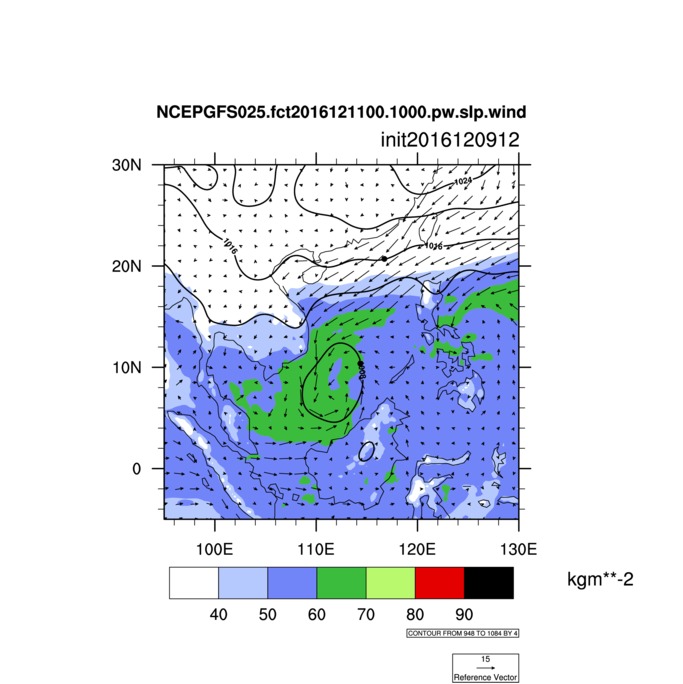 NCEPGFS025.fct2016121100.1000.pw.slp.wind
init2016120912
30N
1024
1016
1016
20N
10N
1008
0
100E 110E 120E 130E
kgm**-2
40 50 60 70 80 90
CONTOUR FROM 948 TO 1084 BY 4
15
Reference Vector